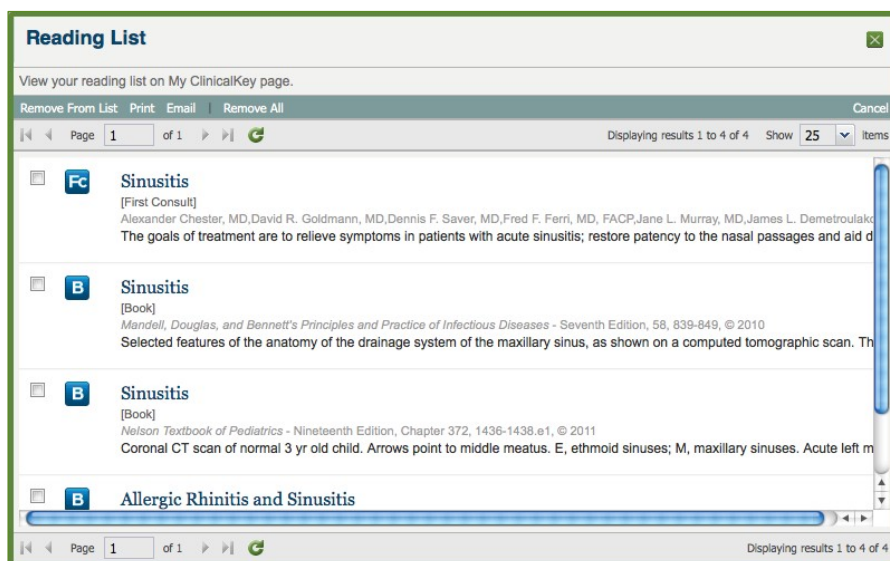 Reading List
View your reading list on My ClinicalKey page.
Remove From List Print Email | Remove All Cancel
Page 1 of 1 Displaying results 1 to 4 of 4 Show 25 items
Fc Sinusitis
[First Consult]
Alexander Chester, MD,David R. Goldmann, MD,Dennis F. Saver, MD,Fred F. Ferri, MD, FACP,Jane L. Murray, MD,James L. Demetroulako
The goals of treatment are to relieve symptoms in patients with acute sinusitis; restore patency to the nasal passages and aid d
B Sinusitis
[Book]
Mandell, Douglas, and Bennett's Principles and Practice of Infectious Diseases - Seventh Edition, 58, 839-849, © 2010
Selected features of the anatomy of the drainage system of the maxillary sinus, as shown on a computed tomographic scan. Th
B Sinusitis
[Book]
Nelson Textbook of Pediatrics - Nineteenth Edition, Chapter 372, 1436-1438.e1, © 2011
Coronal CT scan of normal 3 yr old child. Arrows point to middle meatus. E, ethmoid sinuses; M, maxillary sinuses. Acute left m
B Allergic Rhinitis and Sinusitis
Page 1 of 1 Displaying results 1 to 4 of 4